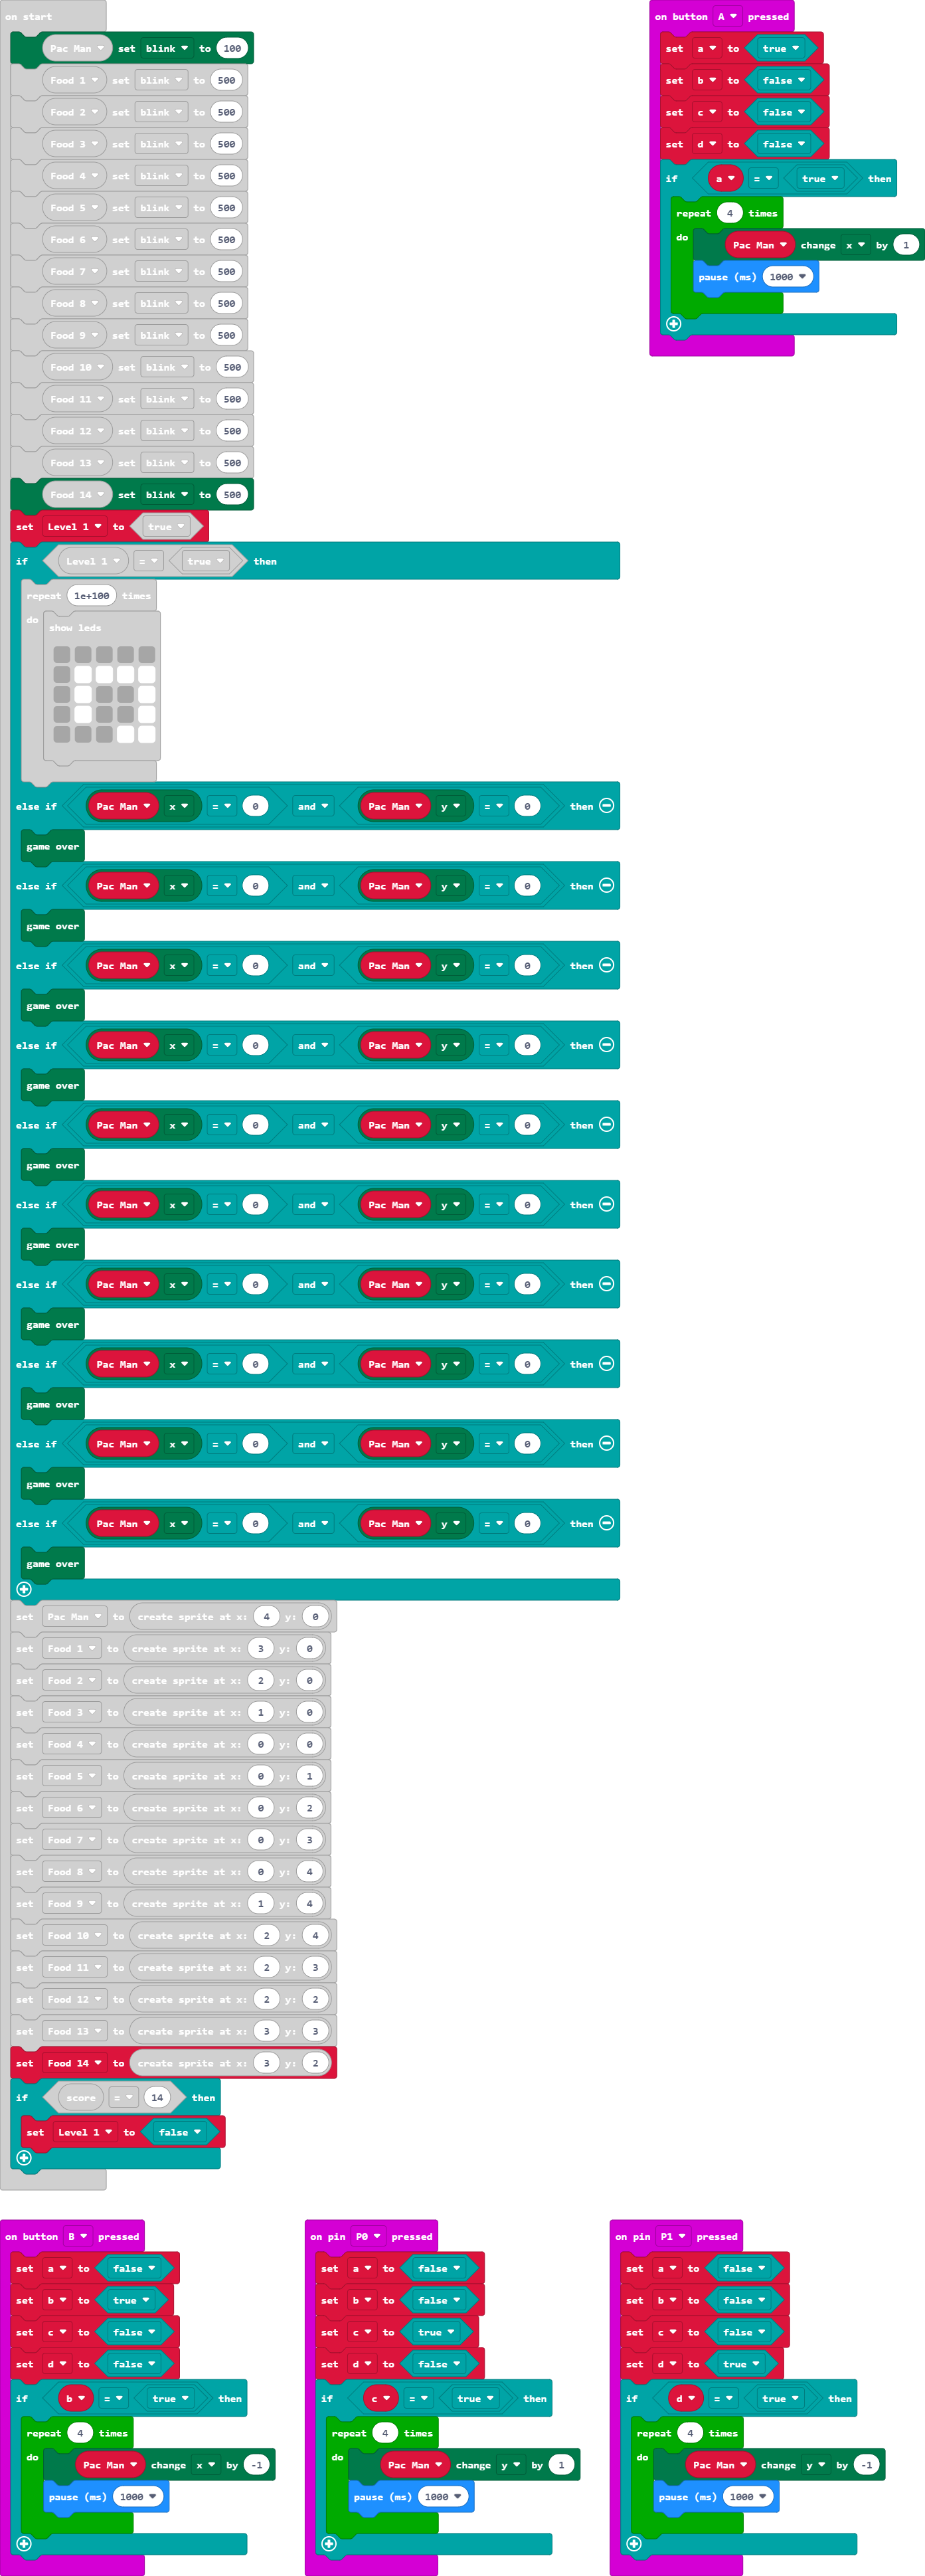 on start
Pac Man set blink to 100
Food 1 set blink to 500
Food 2 set blink to 500
Food 3 set blink to 500
Food 4 set blink to 500
Food 5 set blink to 500
Food 6 set blink to 500
Food 7 set blink to 500
Food 8 set blink to 500
Food 9 set blink to 500
Food 10 set blink to 500
Food 11 set blink to 500
Food 12 set blink to 500
Food 13 set blink to 500
Food 14 set blink to 500
set Level 1 to true
if Level 1 = true then
repeat 1e+100 times
do
show leds
else if Pac Man x = 0 and Pac Man y = 0 then
game over
else if Pac Man x = 0 and Pac Man y = 0 then
game over
else if Pac Man x = 0 and Pac Man y = 0 then
game over
else if Pac Man x = 0 and Pac Man y = 0 then
game over
else if Pac Man x = 0 and Pac Man y = 0 then
game over
else if Pac Man x = 0 and Pac Man y = 0 then
game over
else if Pac Man x = 0 and Pac Man y = 0 then
game over
else if Pac Man x = 0 and Pac Man y = 0 then
game over
else if Pac Man x = 0 and Pac Man y = 0 then
game over
else if Pac Man x = 0 and Pac Man y = 0 then
game over
set Pac Man to create sprite at x: 4 y: 0
set Food 1 to create sprite at x: 3 y: 0
set Food 2 to create sprite at x: 2 y: 0
set Food 3 to create sprite at x: 1 y: 0
set Food 4 to create sprite at x: 0 y: 0
set Food 5 to create sprite at x: 0 y: 1
set Food 6 to create sprite at x: 0 y: 2
set Food 7 to create sprite at x: 0 y: 3
set Food 8 to create sprite at x: 0 y: 4
set Food 9 to create sprite at x: 1 y: 4
set Food 10 to create sprite at x: 2 y: 4
set Food 11 to create sprite at x: 2 y: 3
set Food 12 to create sprite at x: 2 y: 2
set Food 13 to create sprite at x: 3 y: 3
set Food 14 to create sprite at x: 3 y: 2
if score = 14 then
set Level 1 to false
on button A pressed
set a to true
set b to false
set c to false
set d to false
if a = true then
repeat 4 times
do
Pac Man change x by 1
pause (ms) 1000
on button B pressed
set a to false
set b to true
set c to false
set d to false
if b = true then
repeat 4 times
do
Pac Man change x by -1
pause (ms) 1000
on pin P0 pressed
set a to false
set b to false
set c to true
set d to false
if c = true then
repeat 4 times
do
Pac Man change y by 1
pause (ms) 1000
on pin P1 pressed
set a to false
set b to false
set c to false
set d to true
if d = true then
repeat 4 times
do
Pac Man change y by -1
pause (ms) 1000